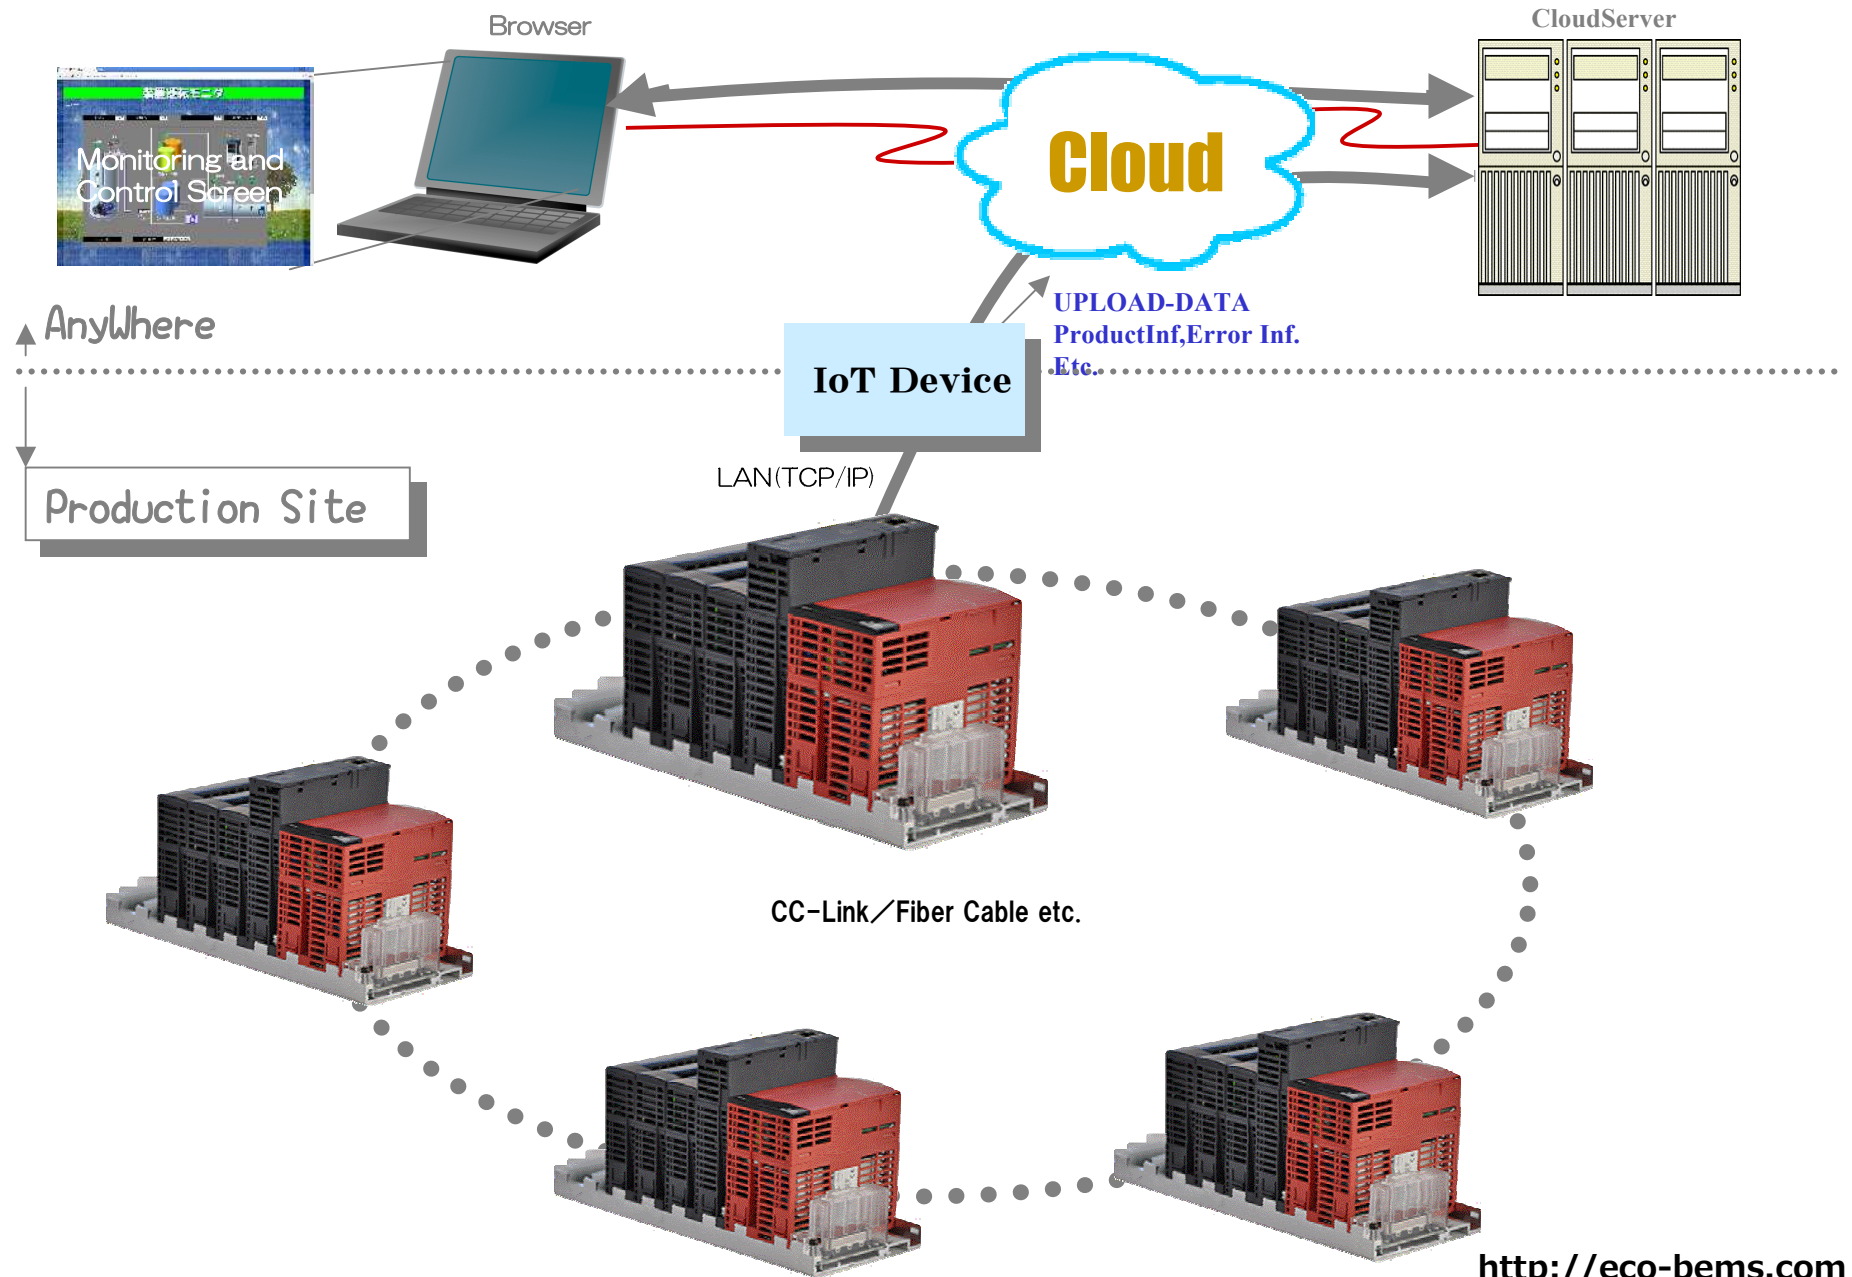 Browser
CloudServer
Monitoring and
Control Screen
Cloud
UPLOAD-DATA
ProductInf,Error Inf.
Etc.
AnyWhere
IoT Device
LAN(TCP/IP)
Production Site
CC-Link／Fiber Cable etc.
http://eco-bems.com